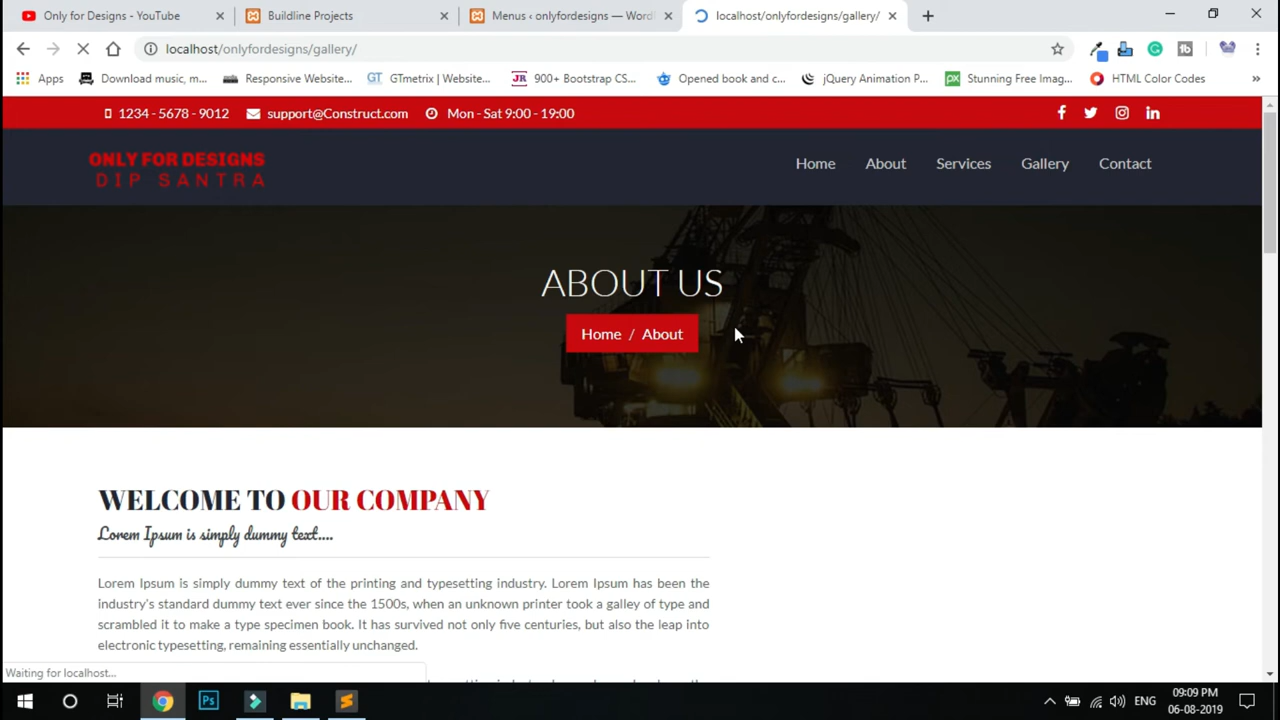 Only for Designs - YouTube
Buildline Projects
Menus ‹ onlyfordesigns — Word
localhost/onlyfordesigns/gallery/
localhost/onlyfordesigns/gallery/
Apps
Download music, m...
Responsive Website...
GT GTmetrix | Website...
JR 900+ Bootstrap CS...
Opened book and c...
jQuery Animation P...
px Stunning Free Imag...
HTML Color Codes
»
1234 - 5678 - 9012
support@Construct.com
Mon - Sat 9:00 - 19:00
ONLY FOR DESIGNS
DIP SANTRA
Home About Services Gallery Contact
ABOUT US
Home / About
WELCOME TO OUR COMPANY
Lorem Ipsum is simply dummy text....
Lorem Ipsum is simply dummy text of the printing and typesetting industry. Lorem Ipsum has been the
industry's standard dummy text ever since the 1500s, when an unknown printer took a galley of type and
scrambled it to make a type specimen book. It has survived not only five centuries, but also the leap into
electronic typesetting, remaining essentially unchanged.
Waiting for localhost...
Ps
ENG
09:09 PM
06-08-2019